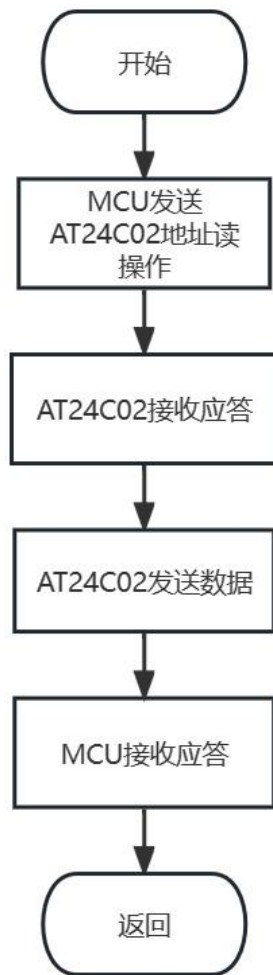 开始
MCU发送
AT24C02地址读
操作
AT24C02接收应答
AT24C02发送数据
MCU接收应答
返回